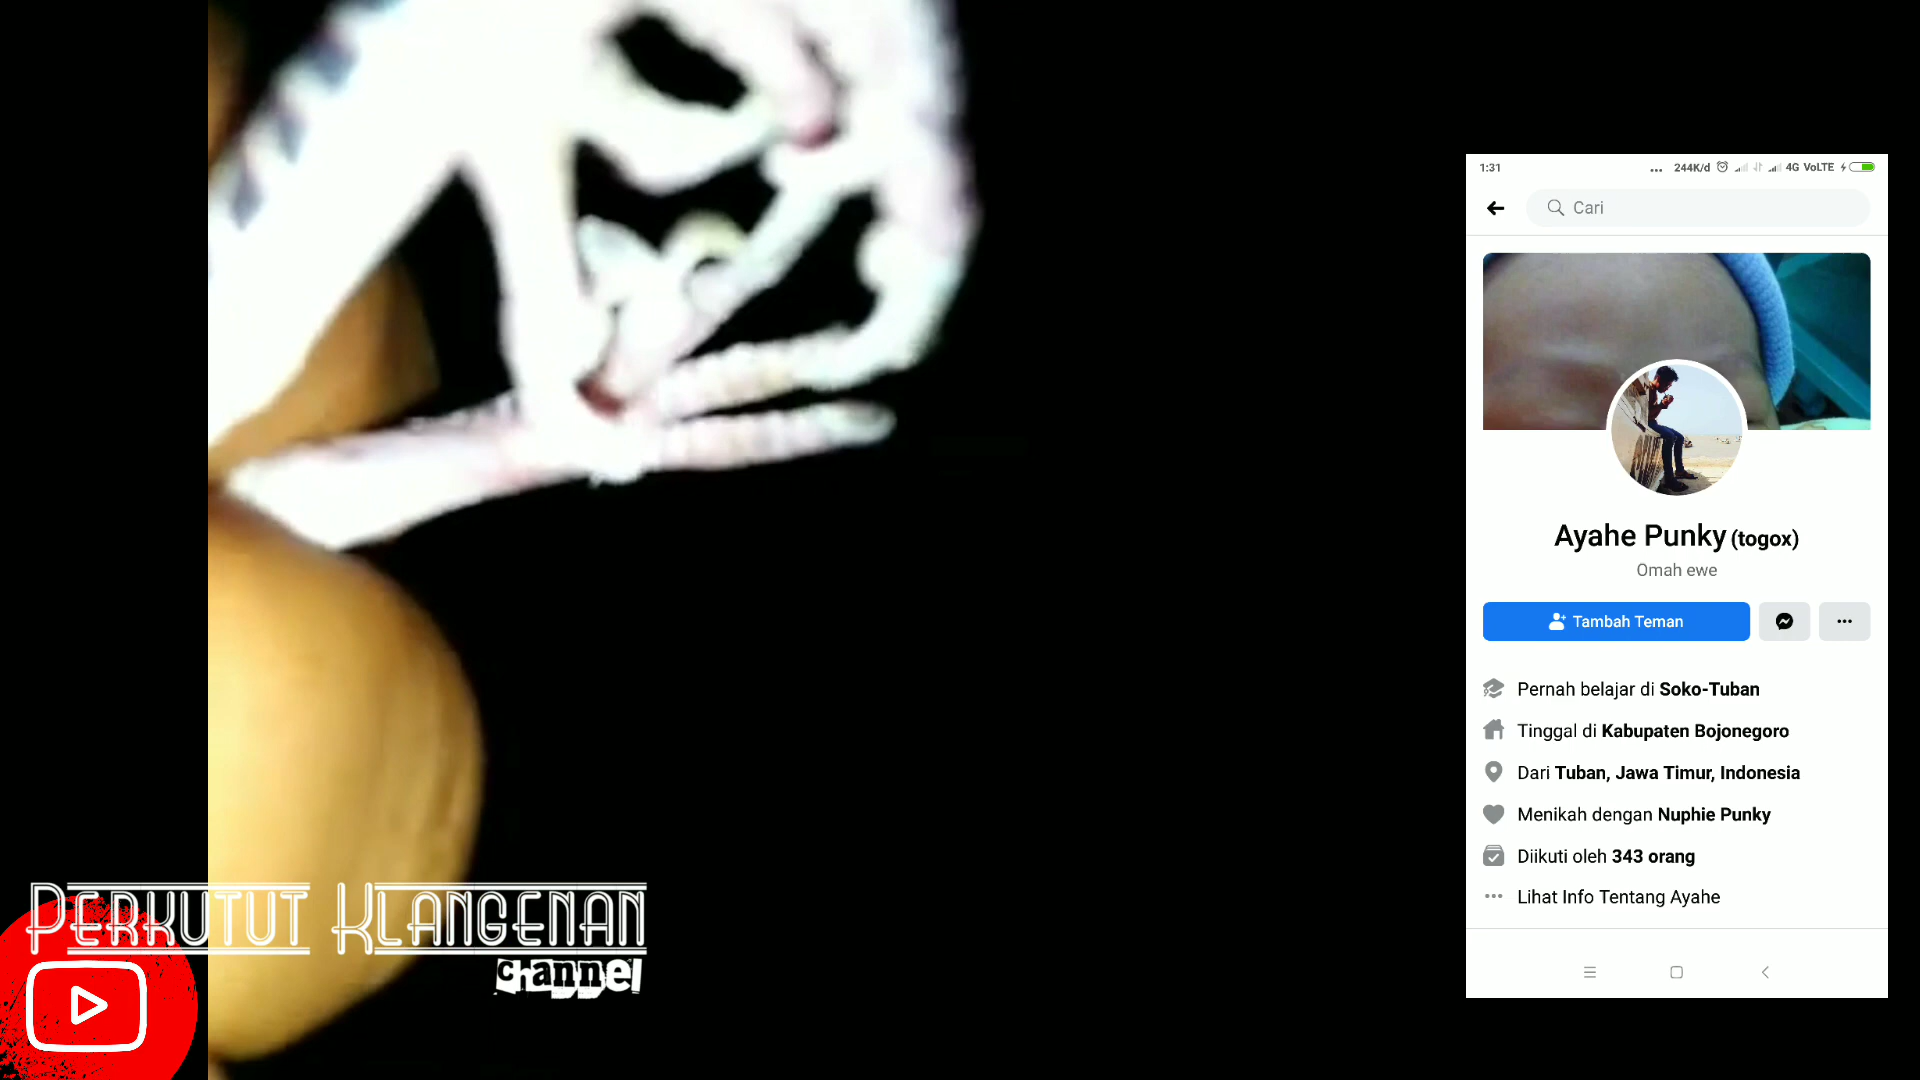 1:31
... 244K/d 4G VoLTE
Cari
Ayahe Punky (togox)
Omah ewe
Tambah Teman
Pernah belajar di Soko-Tuban
Tinggal di Kabupaten Bojonegoro
Dari Tuban, Jawa Timur, Indonesia
Menikah dengan Nuphie Punky
Diikuti oleh 343 orang
Lihat Info Tentang Ayahe
PERKUTUT KLANGENAN
channel